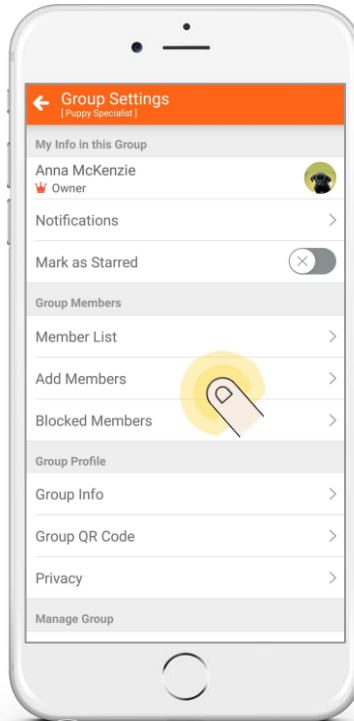 Group Settings
[ Puppy Specialist ]
My Info in this Group
Anna McKenzie
Owner
Notifications
Mark as Starred
Group Members
Member List
Add Members
Blocked Members
Group Profile
Group Info
Group QR Code
Privacy
Manage Group